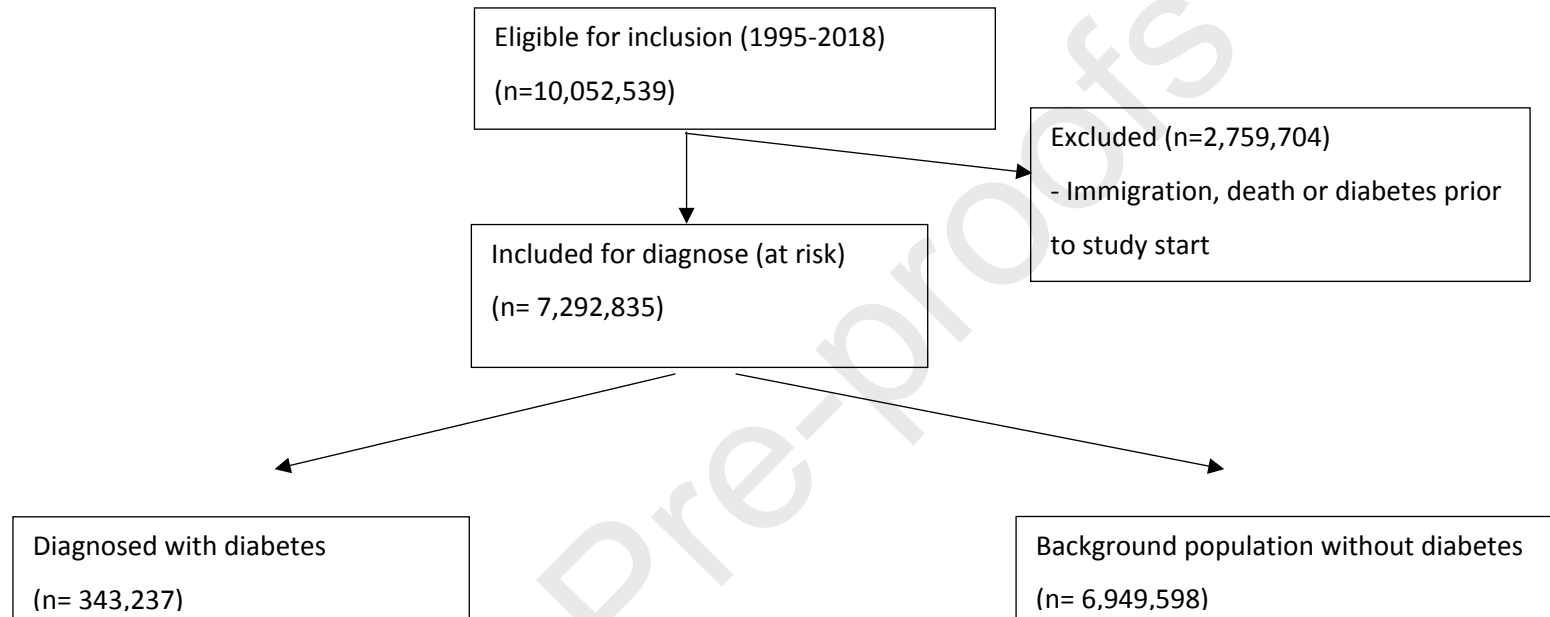 Eligible for inclusion (1995-2018)
(n=10,052,539)
Excluded (n=2,759,704)
- Immigration, death or diabetes prior
to study start
Included for diagnose (at risk)
(n= 7,292,835)
Diagnosed with diabetes
(n= 343,237)
Background population without diabetes
(n= 6,949,598)
Pre-proofs